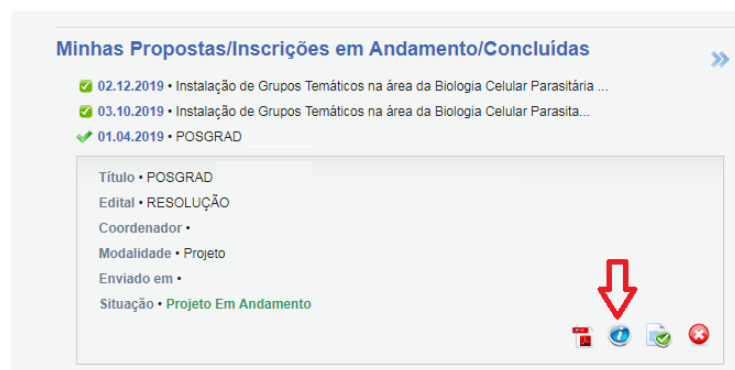 Minhas Propostas/Inscrições em Andamento/Concluídas
02.12.2019 • Instalação de Grupos Temáticos na área da Biologia Celular Parasitária ...
03.10.2019 • Instalação de Grupos Temáticos na área da Biologia Celular Parasita...
01.04.2019 • POSGRAD
Título • POSGRAD
Edital • RESOLUÇÃO
Coordenador •
Modalidade • Projeto
Enviado em •
Situação • Projeto Em Andamento